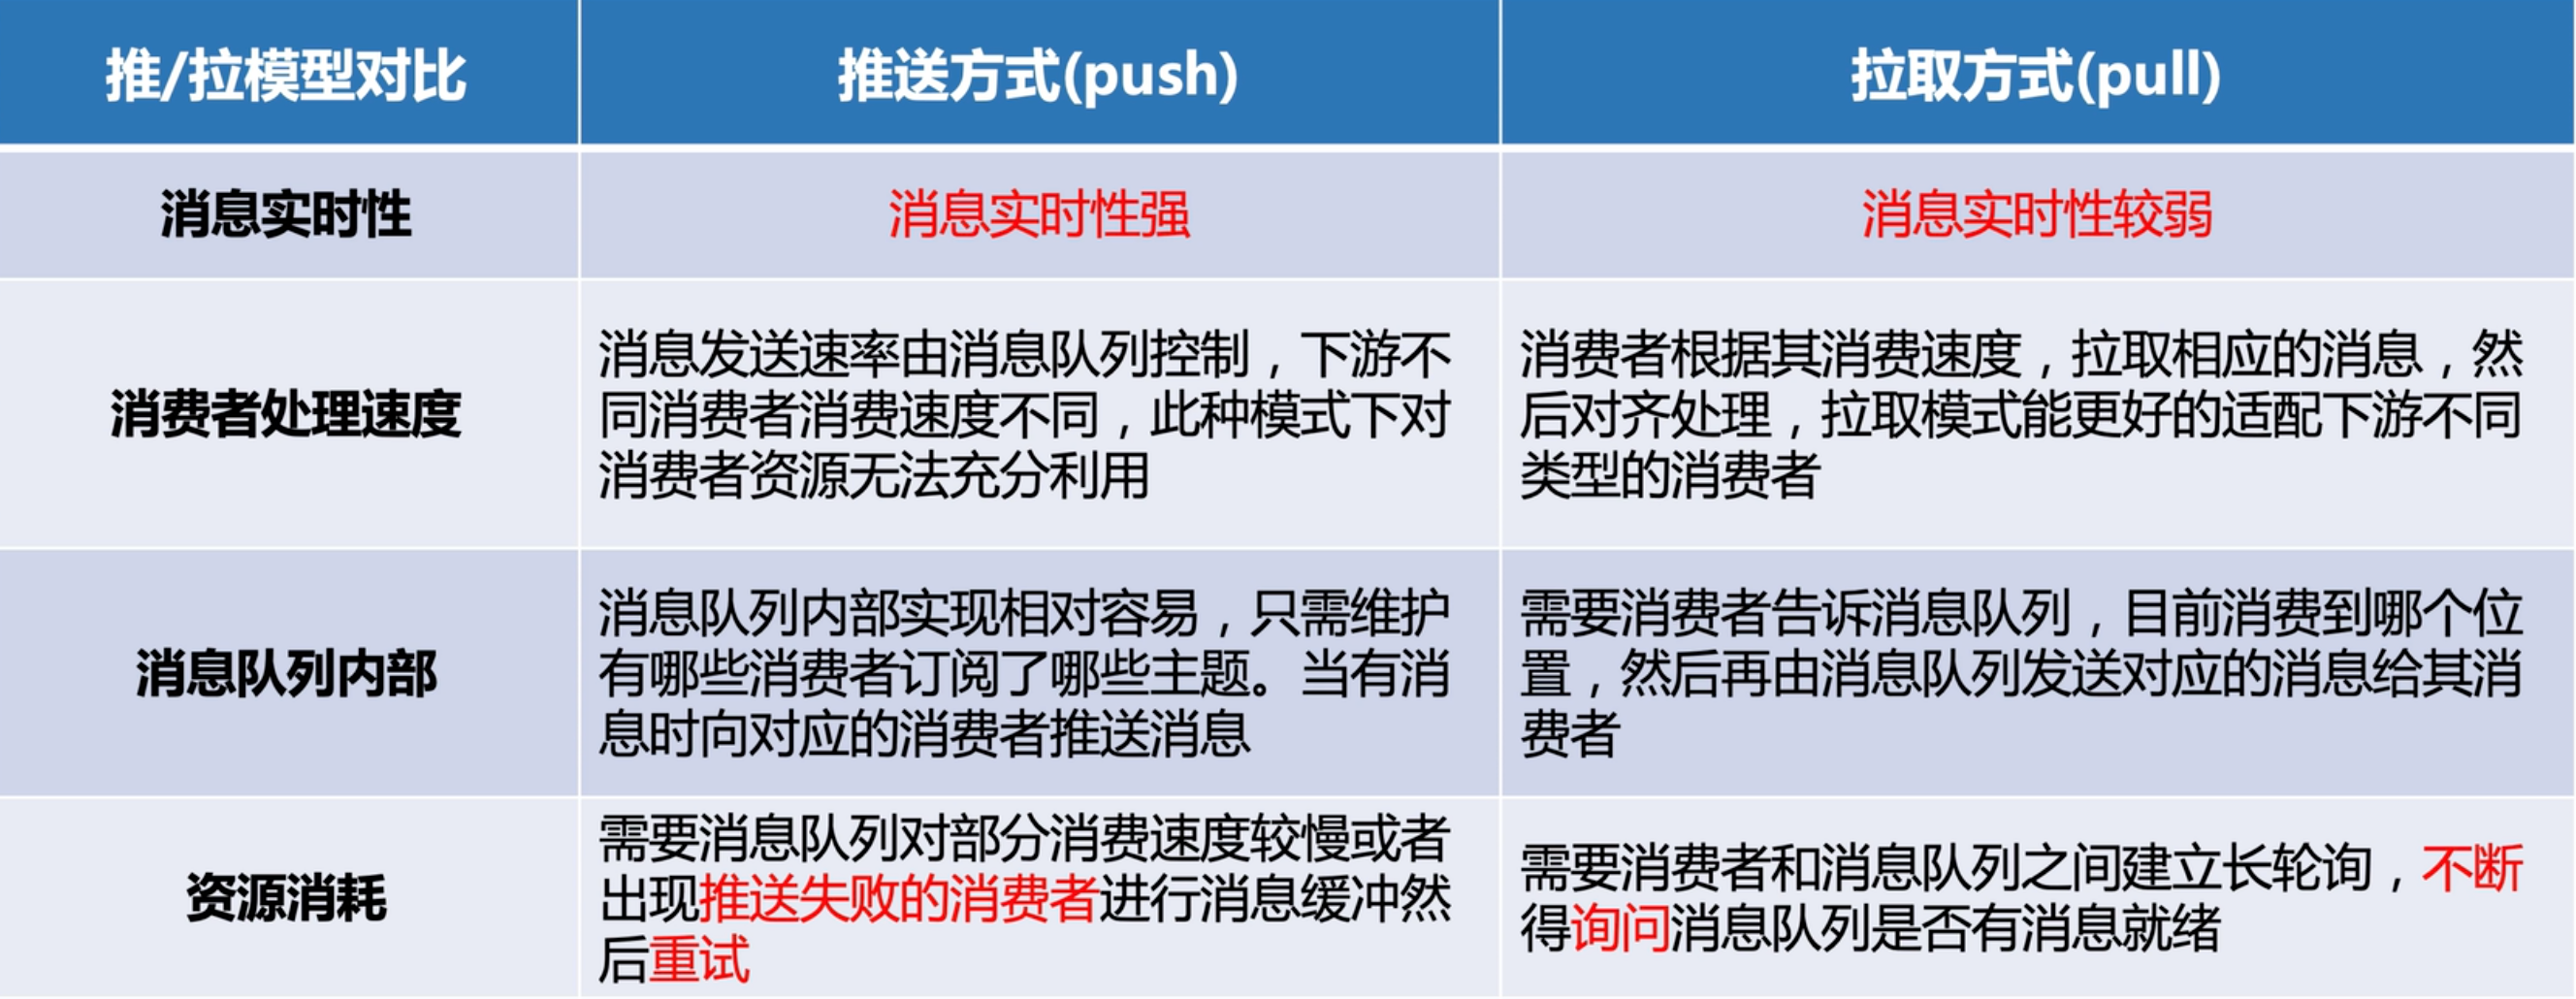 推/拉模型对比
推送方式(push)
拉取方式(pull)
消息实时性
消息实时性强
消息实时性较弱
消费者处理速度
消息发送速率由消息队列控制，下游不
同消费者消费速度不同，此种模式下对
消费者资源无法充分利用
消费者根据其消费速度，拉取相应的消息，然
后对齐处理，拉取模式能更好的适配下游不同
类型的消费者
消息队列内部
消息队列内部实现相对容易，只需维护
有哪些消费者订阅了哪些主题。当有消
息时向对应的消费者推送消息
需要消费者告诉消息队列，目前消费到哪个位
置，然后再由消息队列发送对应的消息给其消
费者
资源消耗
需要消息队列对部分消费速度较慢或者
出现推送失败的消费者进行消息缓冲然
后重试
需要消费者和消息队列之间建立长轮询，不断
得询问消息队列是否有消息就绪